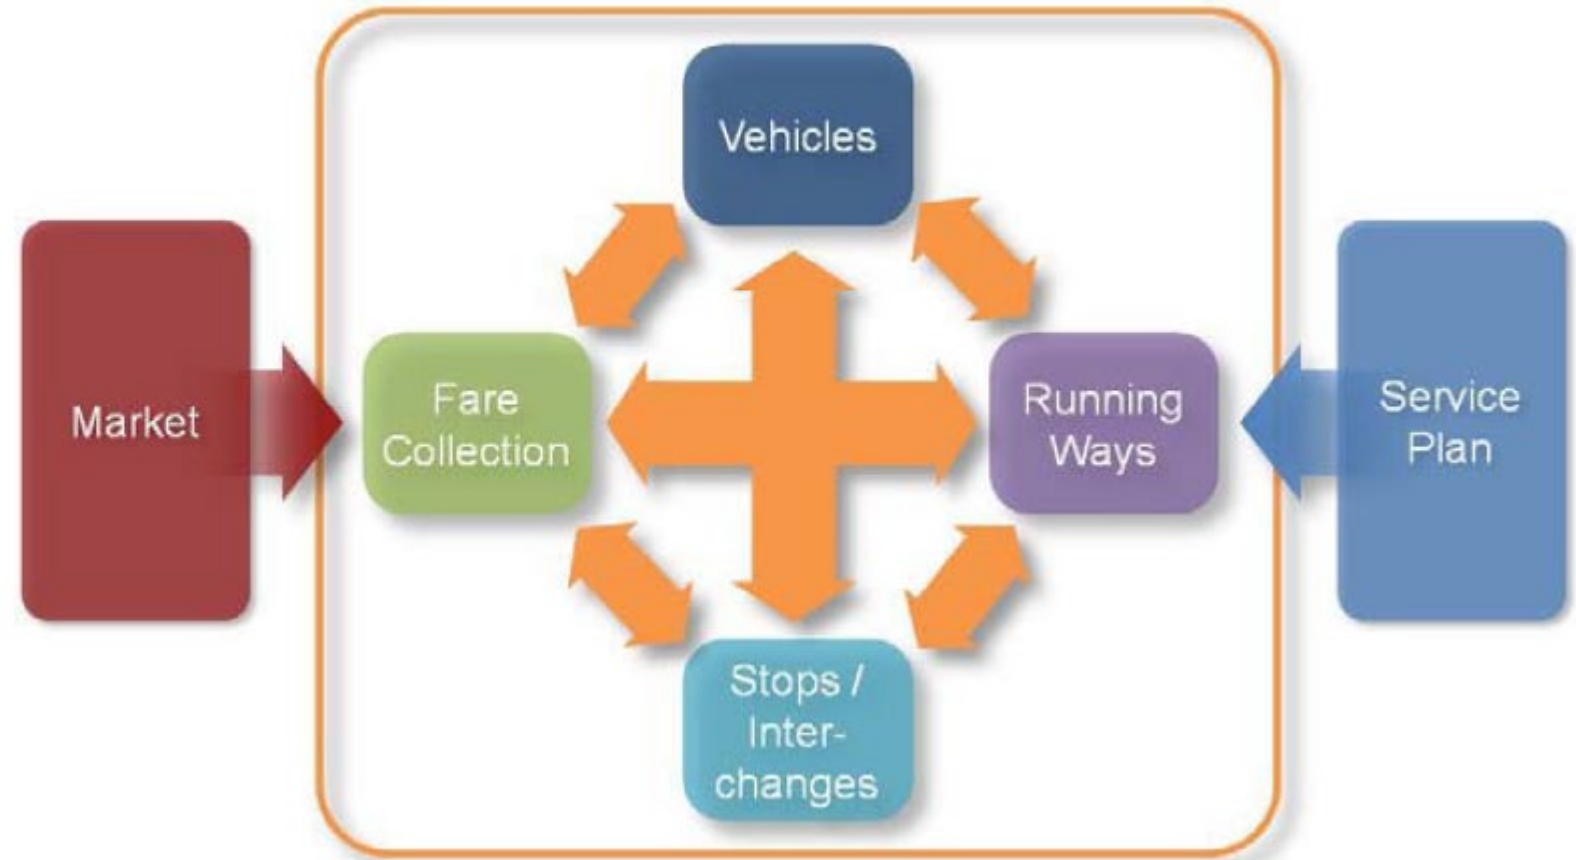 Vehicles
Market
Fare
Collection
Running
Ways
Service
Plan
Stops /
Inter-
changes